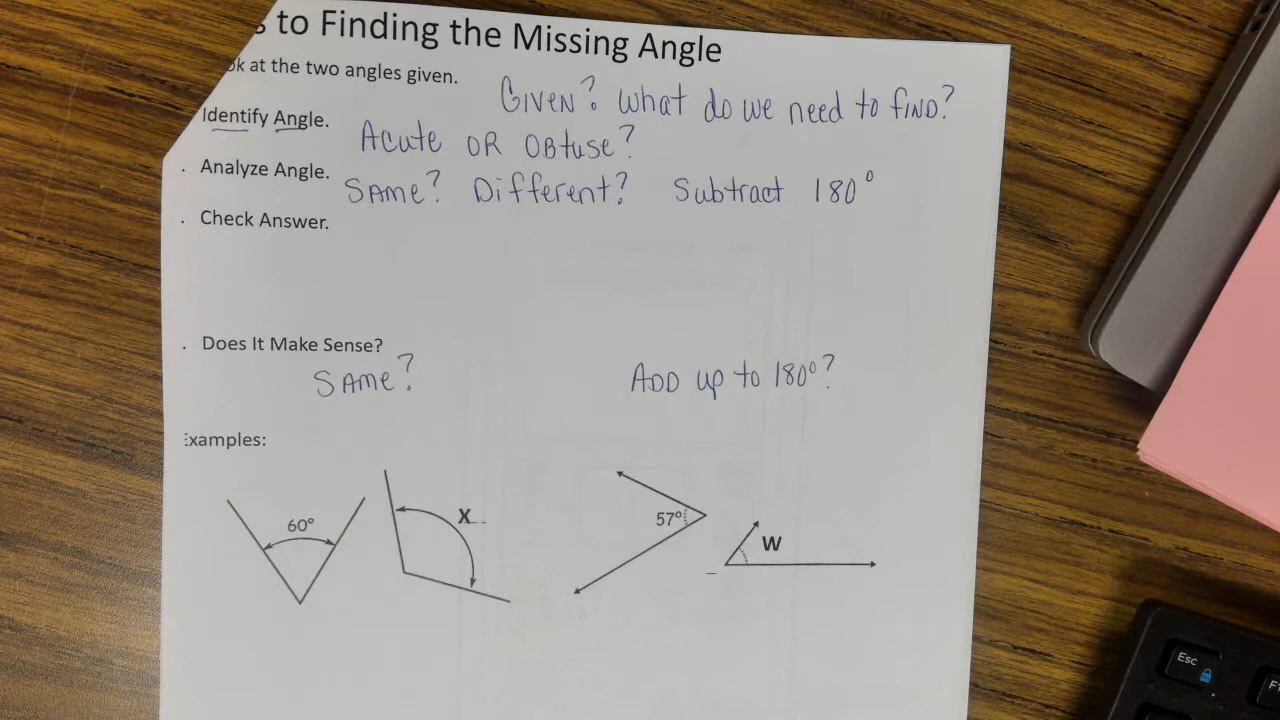 to Finding the Missing Angle
at the two angles given.
GIVEN? What do we need to FIND?
Identify Angle.
Acute OR Obtuse?
. Analyze Angle.
SAME? Different? Subtract 180°
. Check Answer.
. Does It Make Sense?
SAME?
ADD up to 180°?
Examples:
60°
X
57°
W
Esc